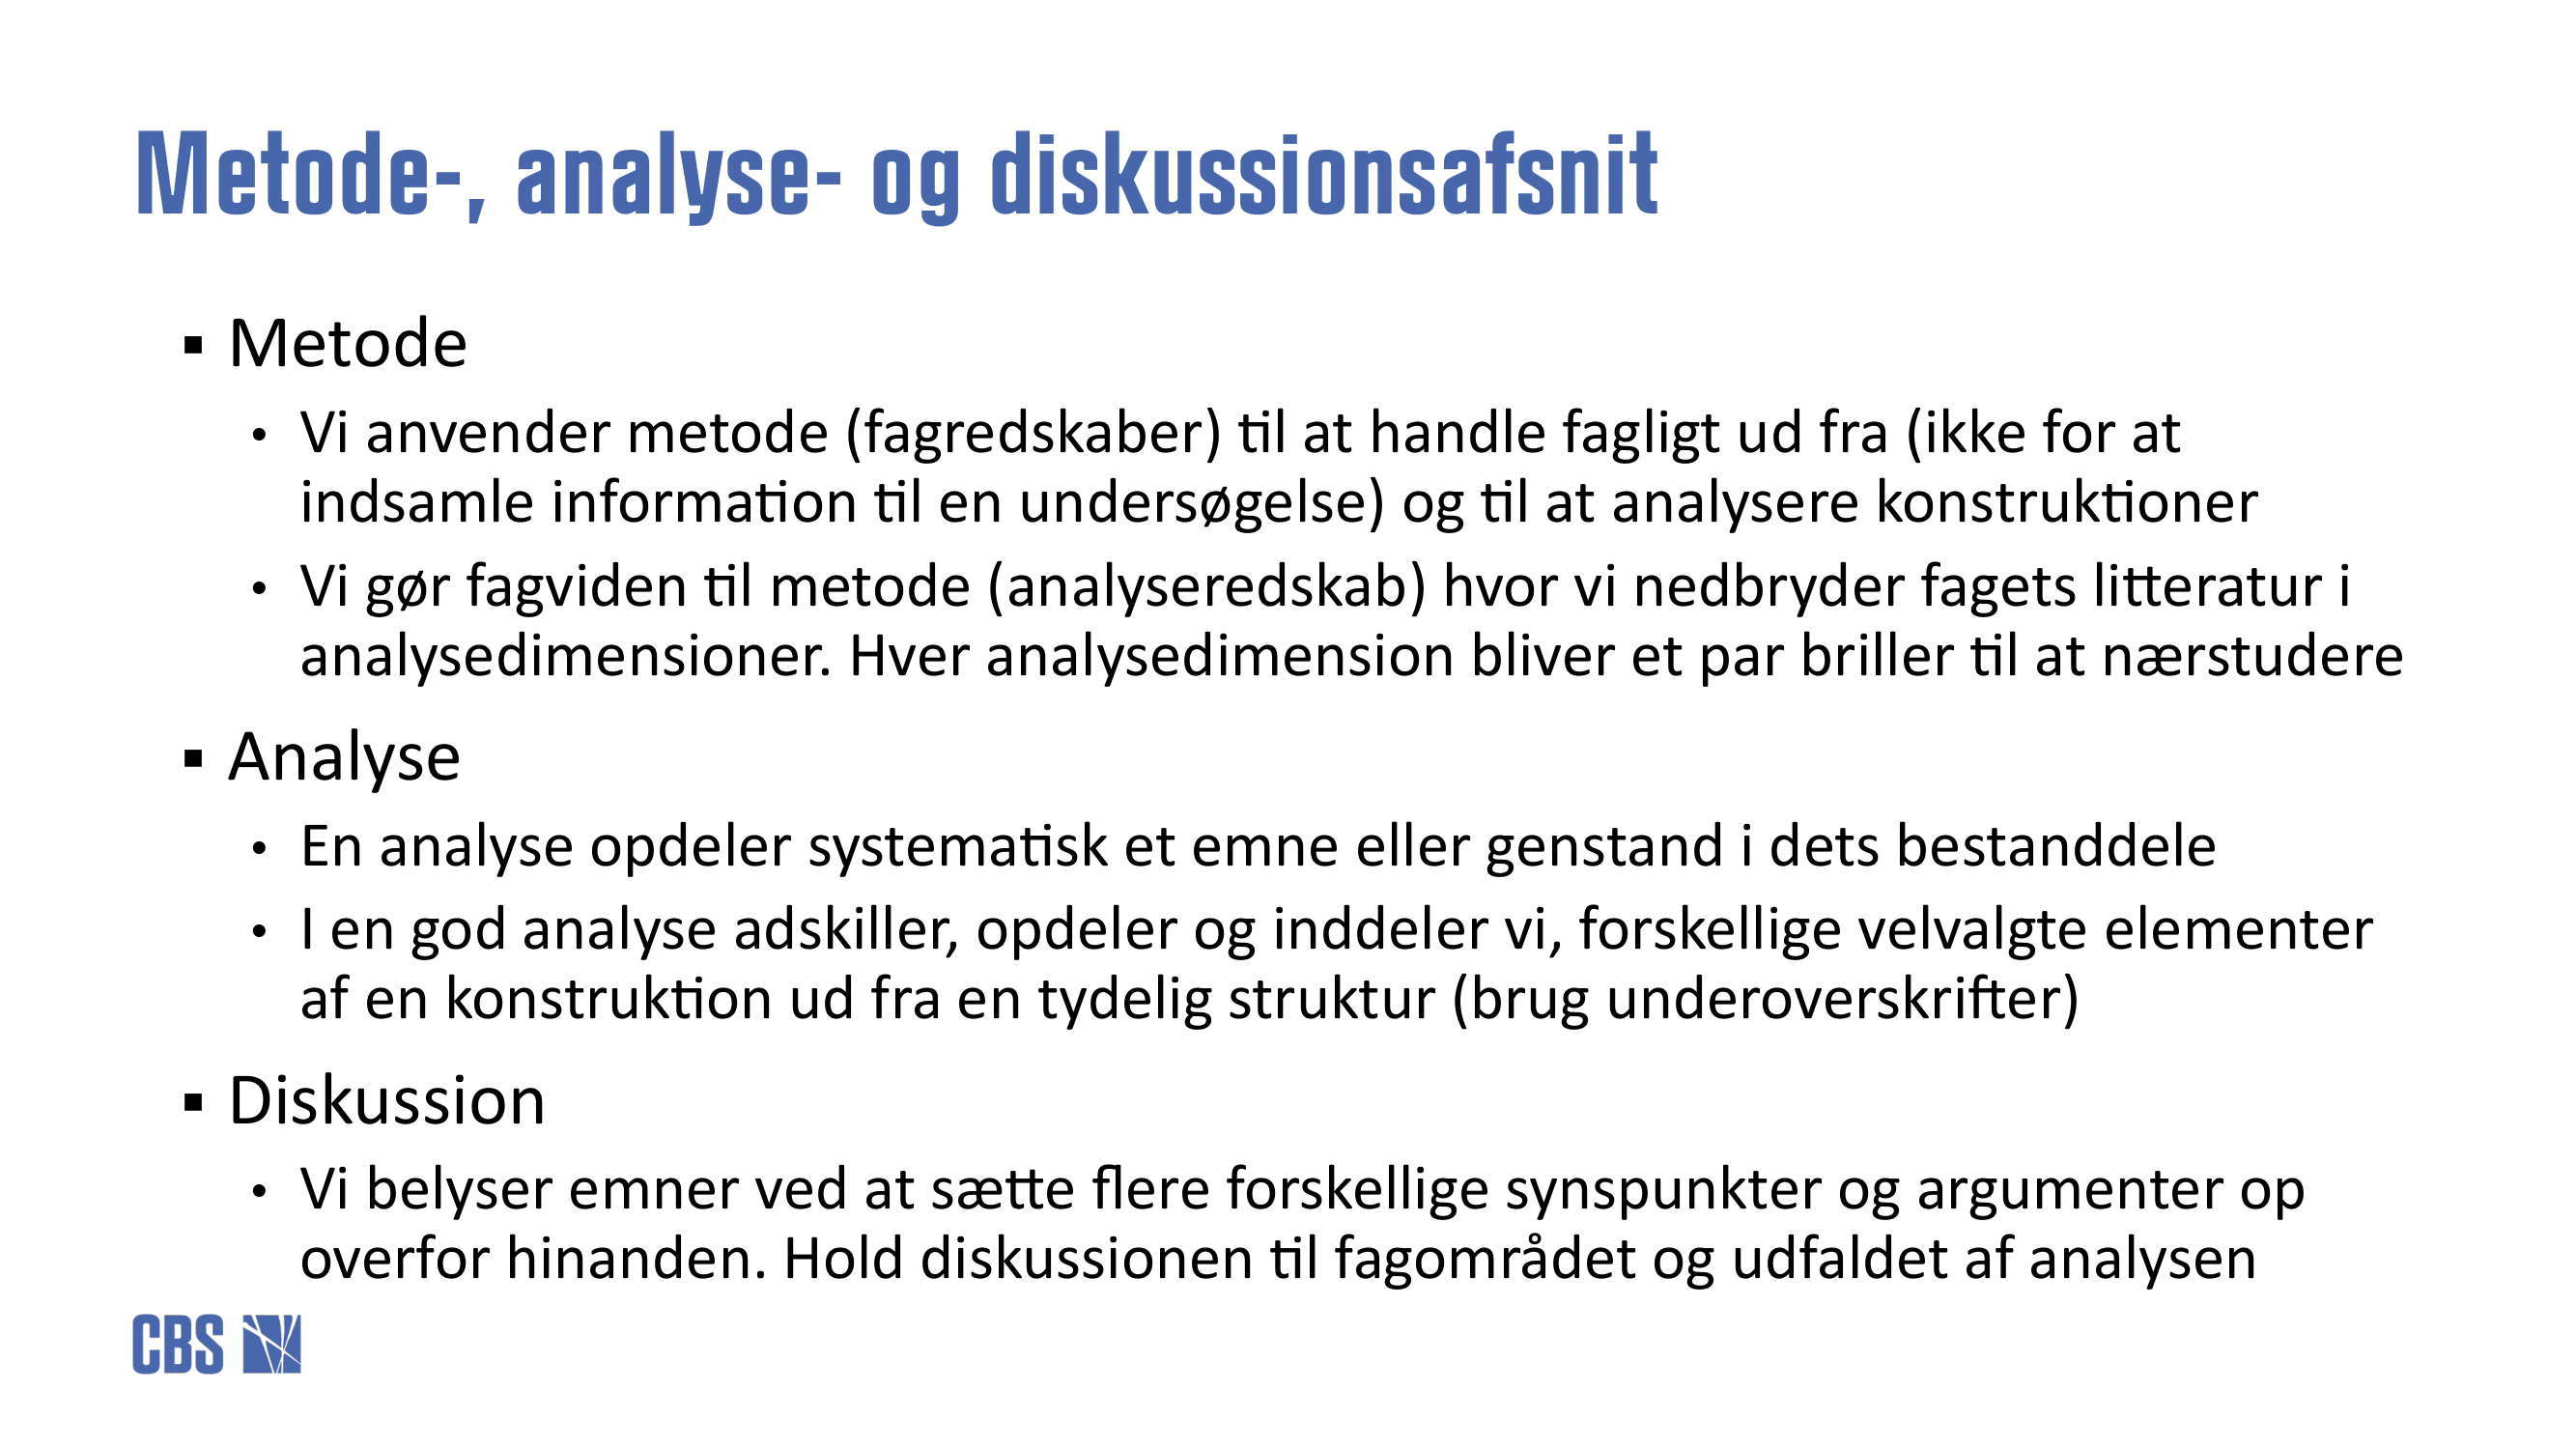 Metode-, analyse- og diskussionsafsnit
▪ Metode
• Vi anvender metode (fagredskaber) til at handle fagligt ud fra (ikke for at
indsamle information til en undersøgelse) og til at analysere konstruktioner
• Vi gør fagviden til metode (analyseredskab) hvor vi nedbryder fagets litteratur i
analysedimensioner. Hver analysedimension bliver et par briller til at nærstudere
▪ Analyse
• En analyse opdeler systematisk et emne eller genstand i dets bestanddele
• I en god analyse adskiller, opdeler og inddeler vi, forskellige velvalgte elementer
af en konstruktion ud fra en tydelig struktur (brug underoverskrifter)
▪ Diskussion
• Vi belyser emner ved at sætte flere forskellige synspunkter og argumenter op
overfor hinanden. Hold diskussionen til fagområdet og udfaldet af analysen
CBS